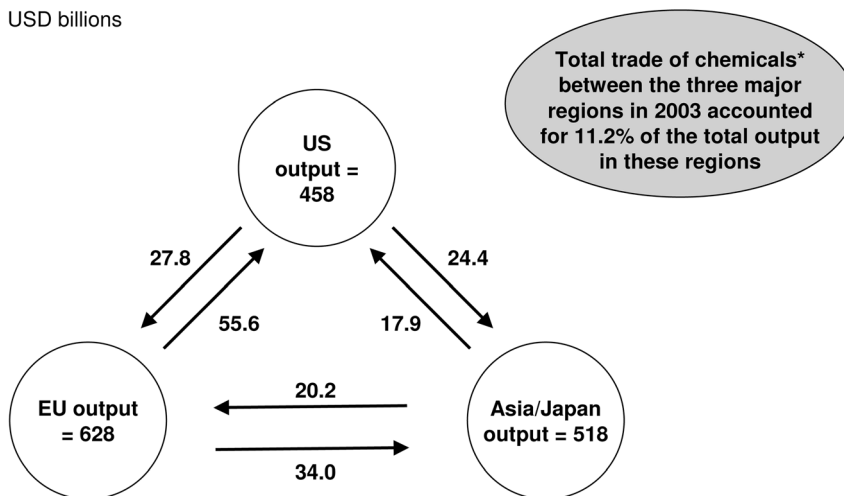 USD billions
Total trade of chemicals*
between the three major
regions in 2003 accounted
for 11.2% of the total output
in these regions
US
output =
458
27.8
55.6
24.4
17.9
EU output
= 628
20.2
34.0
Asia/Japan
output = 518